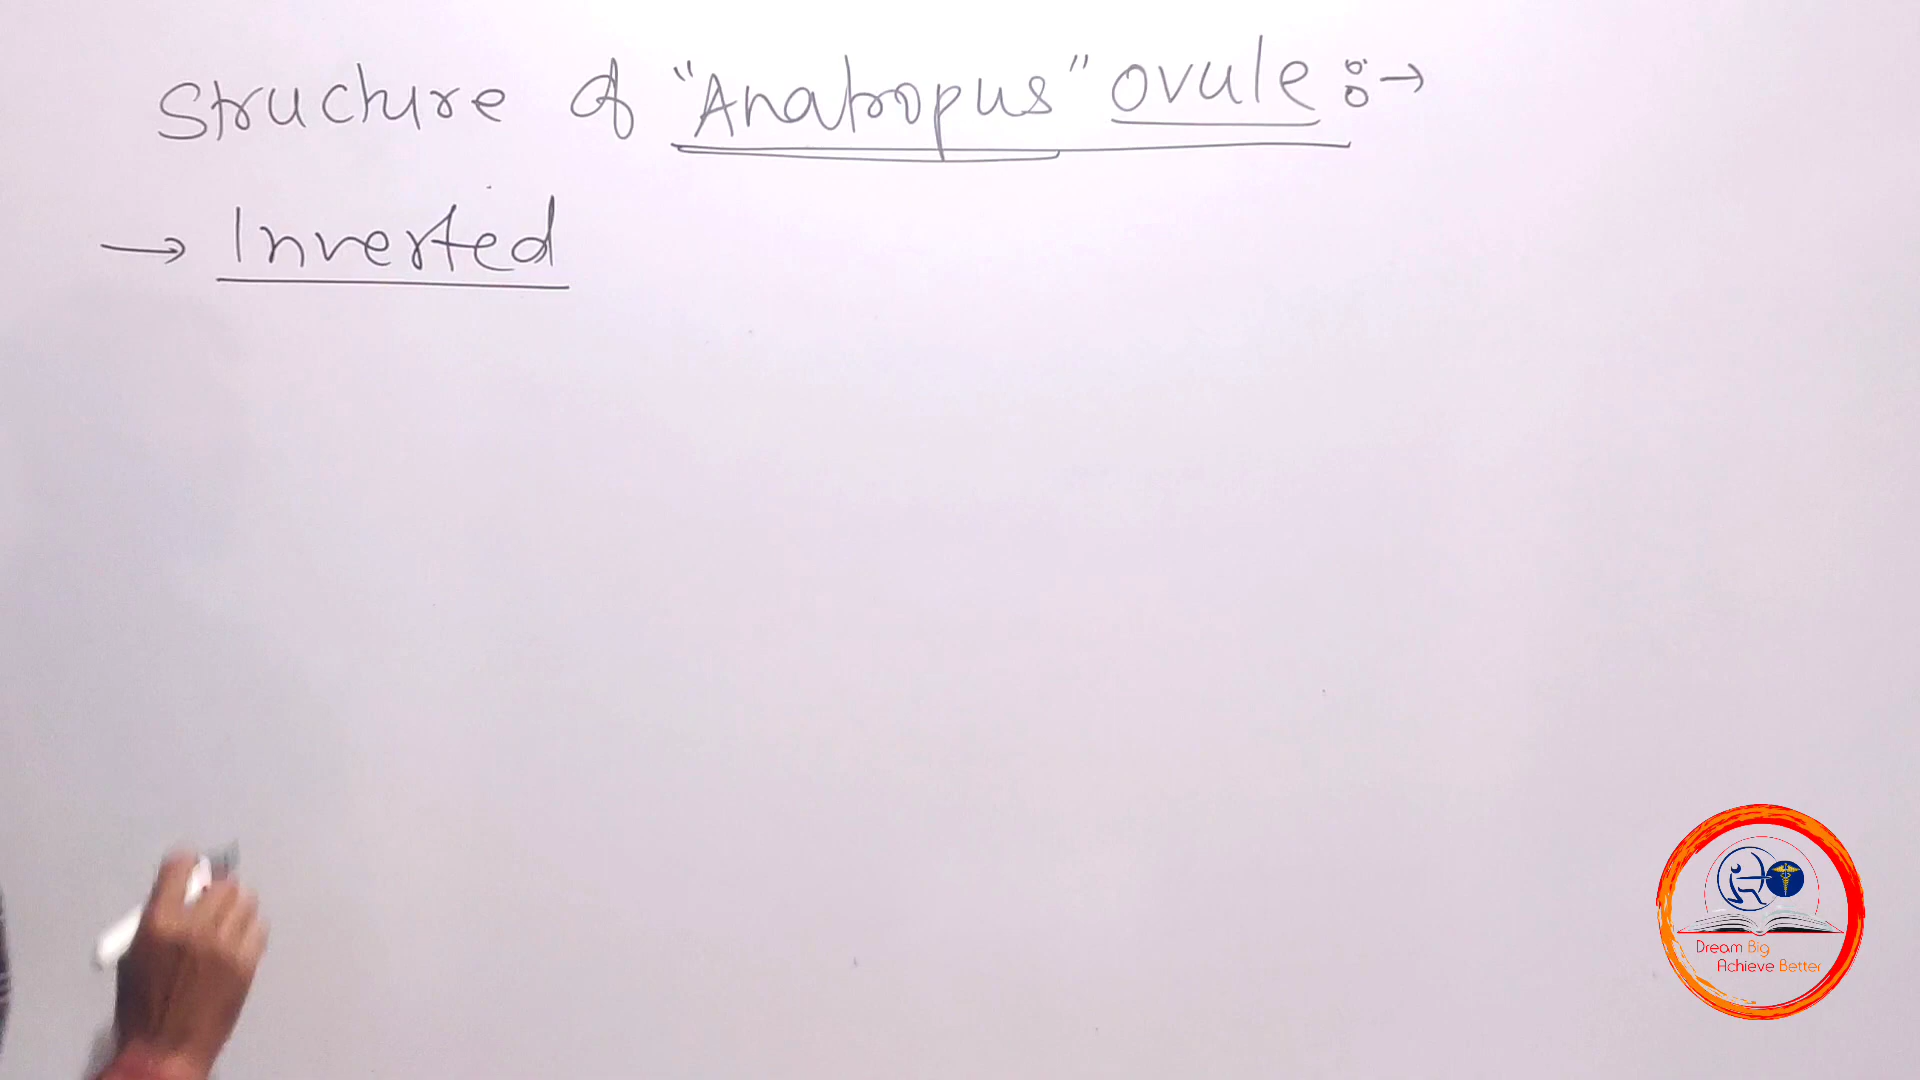 Structure of "Anatropus" ovule :→
→ Inverted
Dream Big
Achieve Better